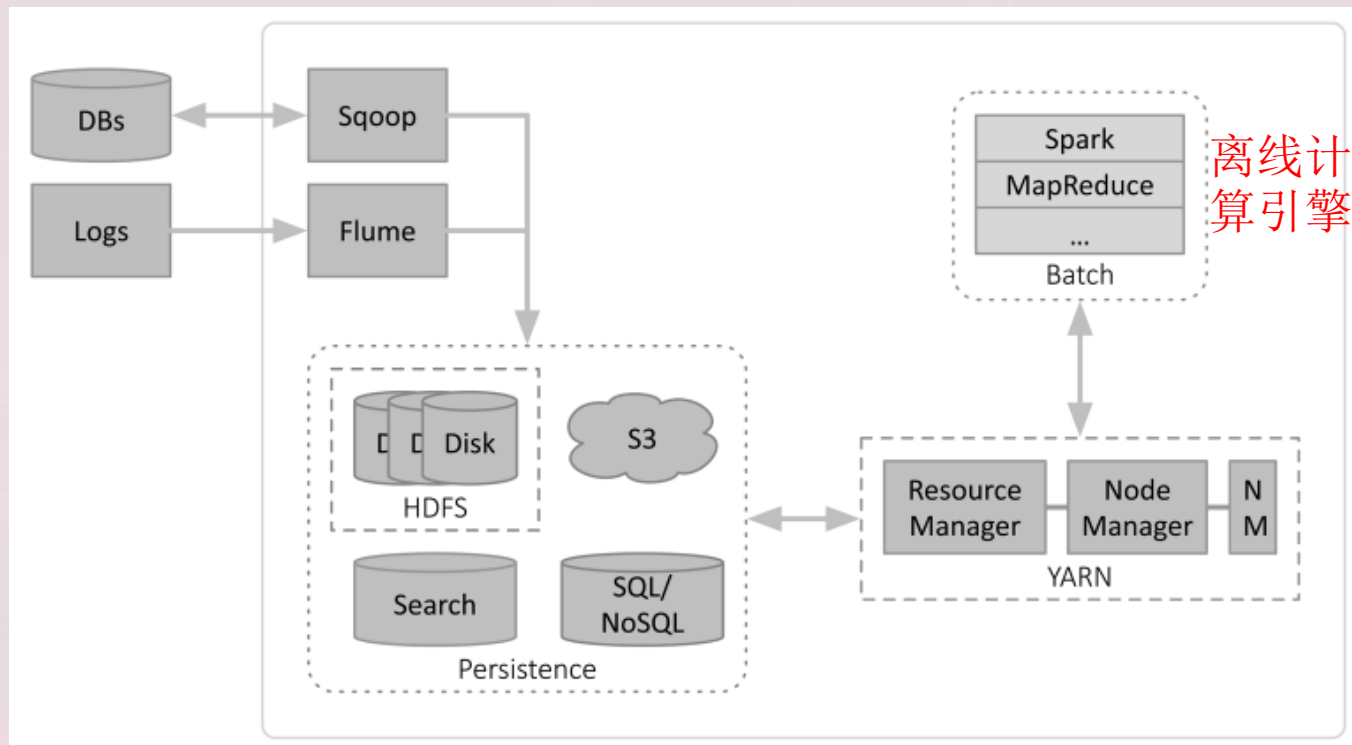 DBs
Sqoop
Logs
Flume
Spark
MapReduce
...
Batch
离线计
算引擎
D
D
Disk
HDFS
S3
Search
SQL/
NoSQL
Persistence
Resource
Manager
Node
Manager
N
M
YARN